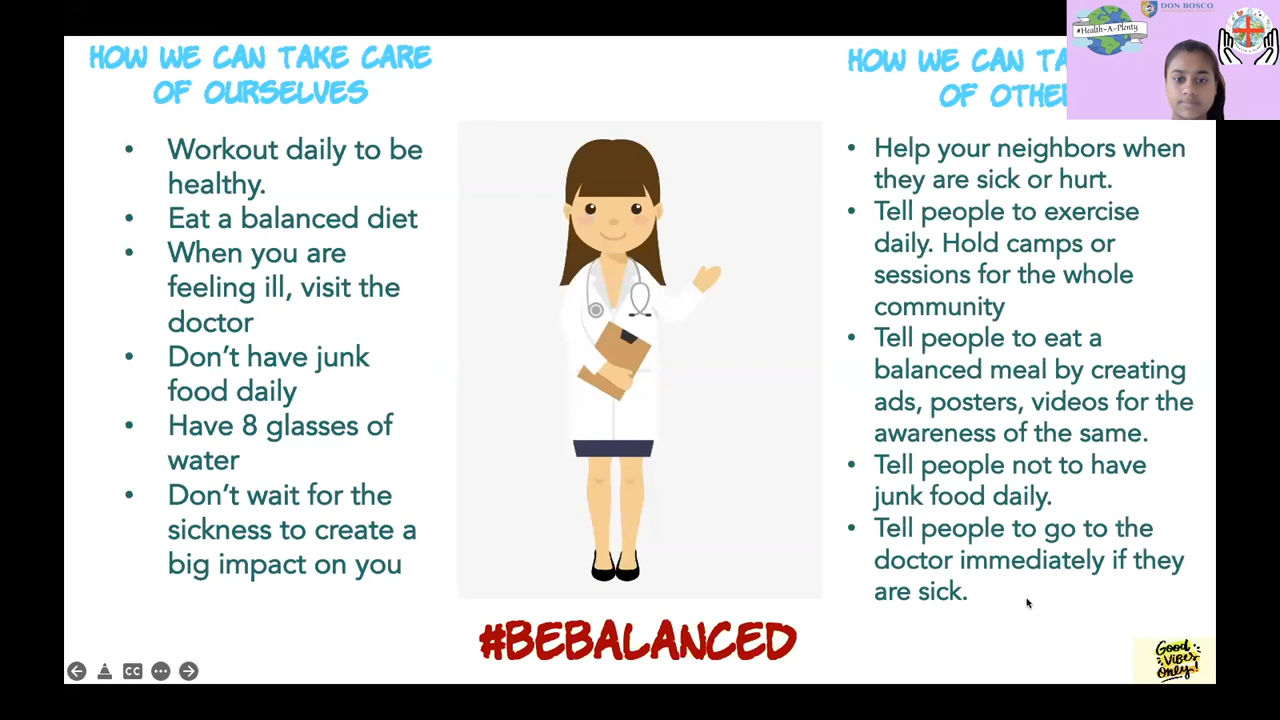 HOW WE CAN TAKE CARE
OF OURSELVES
Workout daily to be
healthy.
Eat a balanced diet
When you are
feeling ill, visit the
doctor
Don't have junk
food daily
Have 8 glasses of
water
Don't wait for the
sickness to create a
big impact on you
HOW WE CAN
OF
Help your neighbors when
they are sick or hurt.
Tell people to exercise
daily. Hold camps or
sessions for the whole
community
Tell people to eat a
balanced meal by creating
ads, posters, videos for the
awareness of the same.
Tell people not to have
junk food daily.
Tell people to go to the
doctor immediately if they
are sick.
#BEBALANCED
#Health-A-Plenty
DON BOSCO
Good
Vibes
Only!
CC